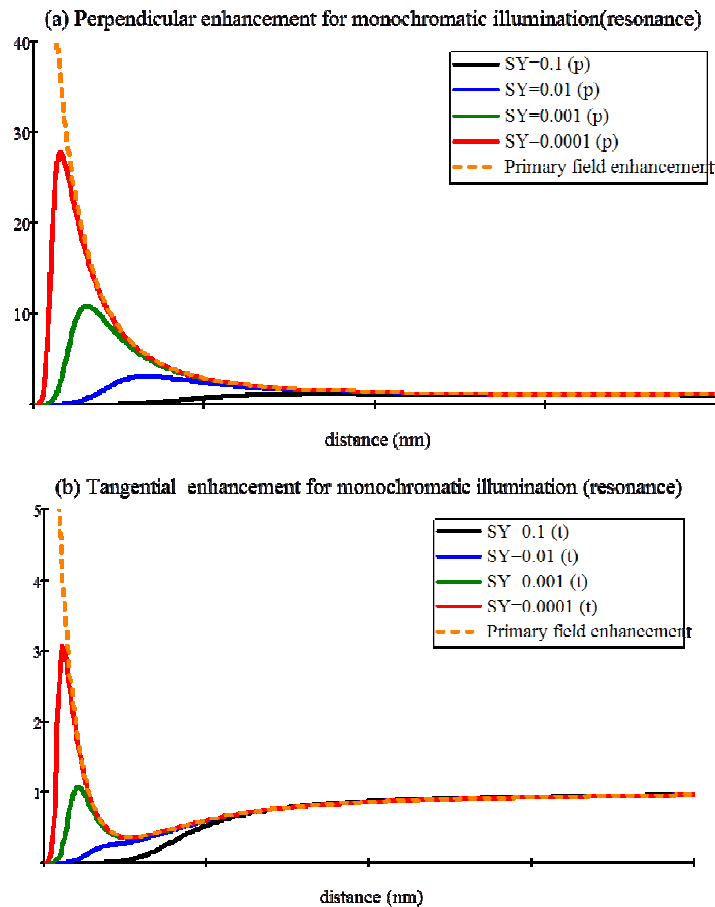 (a) Perpendicular enhancement for monochromatic illumination(resonance)
40
30
20
10
SY=0.1 (p)
SY=0.01 (p)
SY=0.001 (p)
SY=0.0001 (p)
Primary field enhancement
distance (nm)
(b) Tangential enhancement for monochromatic illumination (resonance)
5
4
3
2
1
SY=0.1 (t)
SY=0.01 (t)
SY=0.001 (t)
SY=0.0001 (t)
Primary field enhancement
distance (nm)